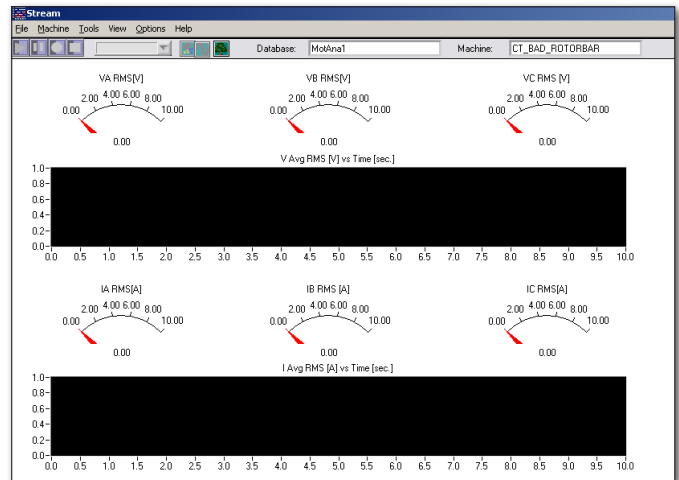 Stream
File Machine Tools View Options Help
Database: MotAna1 Machine: CT_BAD_ROTORBAR
VA RMS[V] VB RMS[V] VC RMS [V]
0.00 2.00 4.00 6.00 8.00 10.00 0.00 2.00 4.00 6.00 8.00 10.00 0.00 2.00 4.00 6.00 8.00 10.00
0.00 0.00 0.00
V Avg RMS [V] vs Time [sec.]
1.0
0.8
0.6
0.4
0.2
0.0
0.0 0.5 1.0 1.5 2.0 2.5 3.0 3.5 4.0 4.5 5.0 5.5 6.0 6.5 7.0 7.5 8.0 8.5 9.0 9.5 10.0
IA RMS[A] IB RMS [A] IC RMS[A]
0.00 2.00 4.00 6.00 8.00 10.00 0.00 2.00 4.00 6.00 8.00 10.00 0.00 2.00 4.00 6.00 8.00 10.00
0.00 0.00 0.00
I Avg RMS [A] vs Time [sec.]
1.0
0.8
0.6
0.4
0.2
0.0
0.0 0.5 1.0 1.5 2.0 2.5 3.0 3.5 4.0 4.5 5.0 5.5 6.0 6.5 7.0 7.5 8.0 8.5 9.0 9.5 10.0